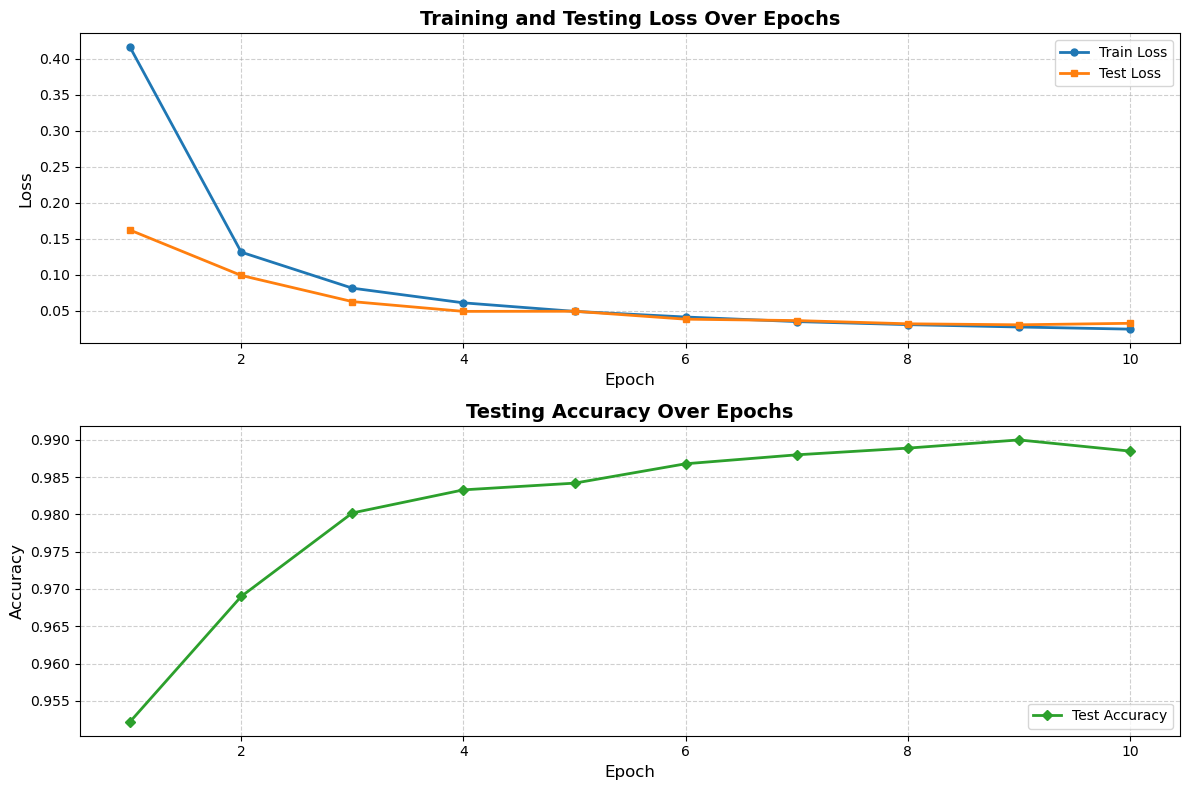 Training and Testing Loss Over Epochs
Loss
0.40
0.35
0.30
0.25
0.20
0.15
0.10
0.05
Train Loss
Test Loss
2 4 6 8 10
Epoch
Testing Accuracy Over Epochs
Accuracy
0.990
0.985
0.980
0.975
0.970
0.965
0.960
0.955
Test Accuracy
2 4 6 8 10
Epoch